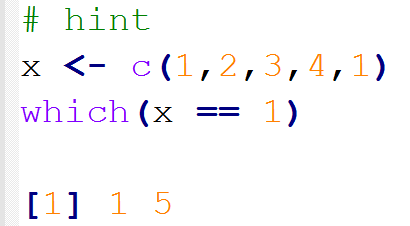 # hint
x <- c(1,2,3,4,1)
which(x == 1)
[1] 1 5